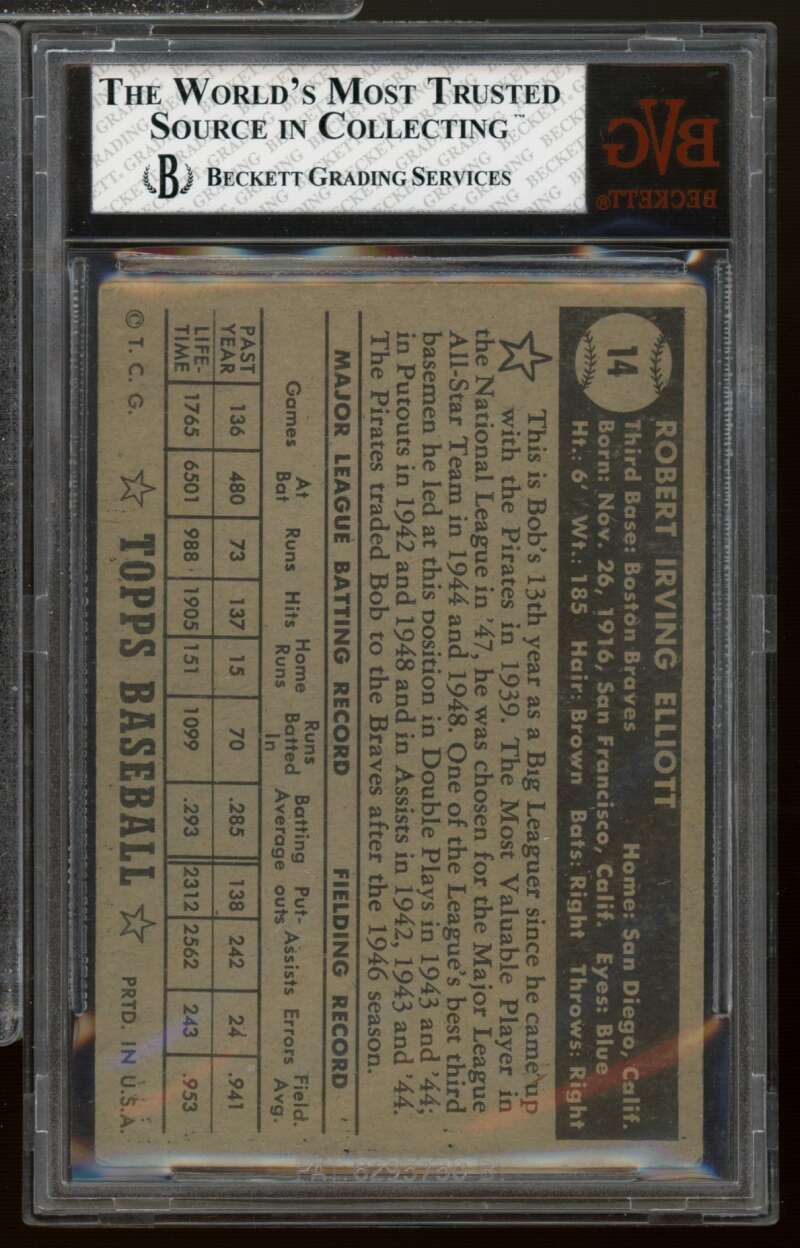 THE WORLD'S MOST TRUSTED
SOURCE IN COLLECTING™
B BECKETT GRADING SERVICES
BVG
BECKETT®
14
ROBERT IRVING ELLIOTT
Third Base: Boston Braves Home: San Diego, Calif.
Born: Nov. 26, 1916, San Francisco, Calif. Eyes: Blue
Ht.: 6' Wt.: 185 Hair: Brown Bats: Right Throws: Right
This is Bob's 13th year as a Big Leaguer since he came up
with the Pirates in 1939. The Most Valuable Player in
the National League in '47, he was chosen for the Major League
All-Star Team in 1944 and 1948. One of the League's best third
basemen he led at this position in Double Plays in 1943 and '44;
in Putouts in 1942 and 1948 and in Assists in 1942, 1943 and '44.
The Pirates traded Bob to the Braves after the 1946 season.
MAJOR LEAGUE BATTING RECORD FIELDING RECORD
Games At Bat Runs Hits Home Runs Runs Batted In Batting Average Put-outs Assists Errors Field. Avg.
PAST YEAR 136 480 73 137 15 70 .285 138 242 24 .941
LIFE-TIME 1765 6501 988 1905 151 1099 .293 2312 2562 243 .953
© T. C. G. TOPPS BASEBALL PRTD. IN U.S.A.